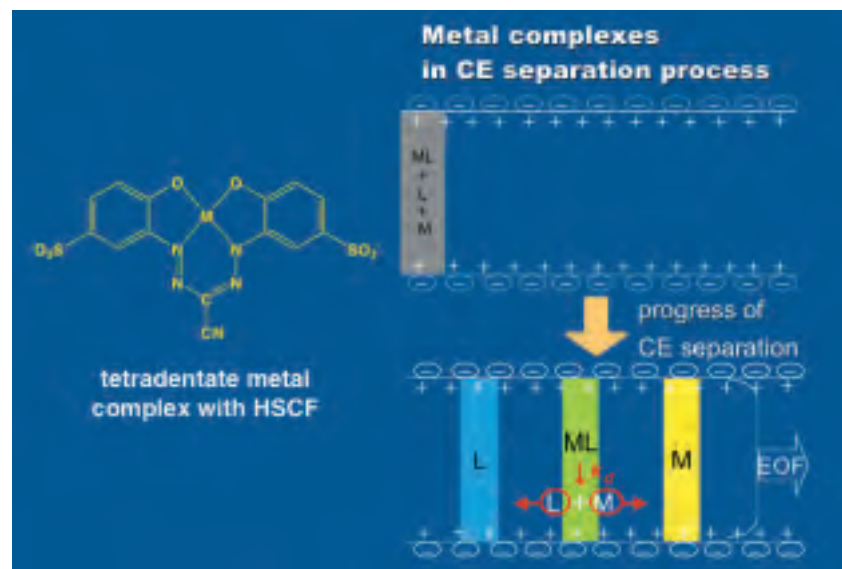 Metal complexes
in CE separation process
ML
+
L
+
M
O O
M
N N
N N
C
CN
O₃S
SO₃
tetradentate metal
complex with HSCF
progress of
CE separation
L
ML
M
k d
L + M
EOF